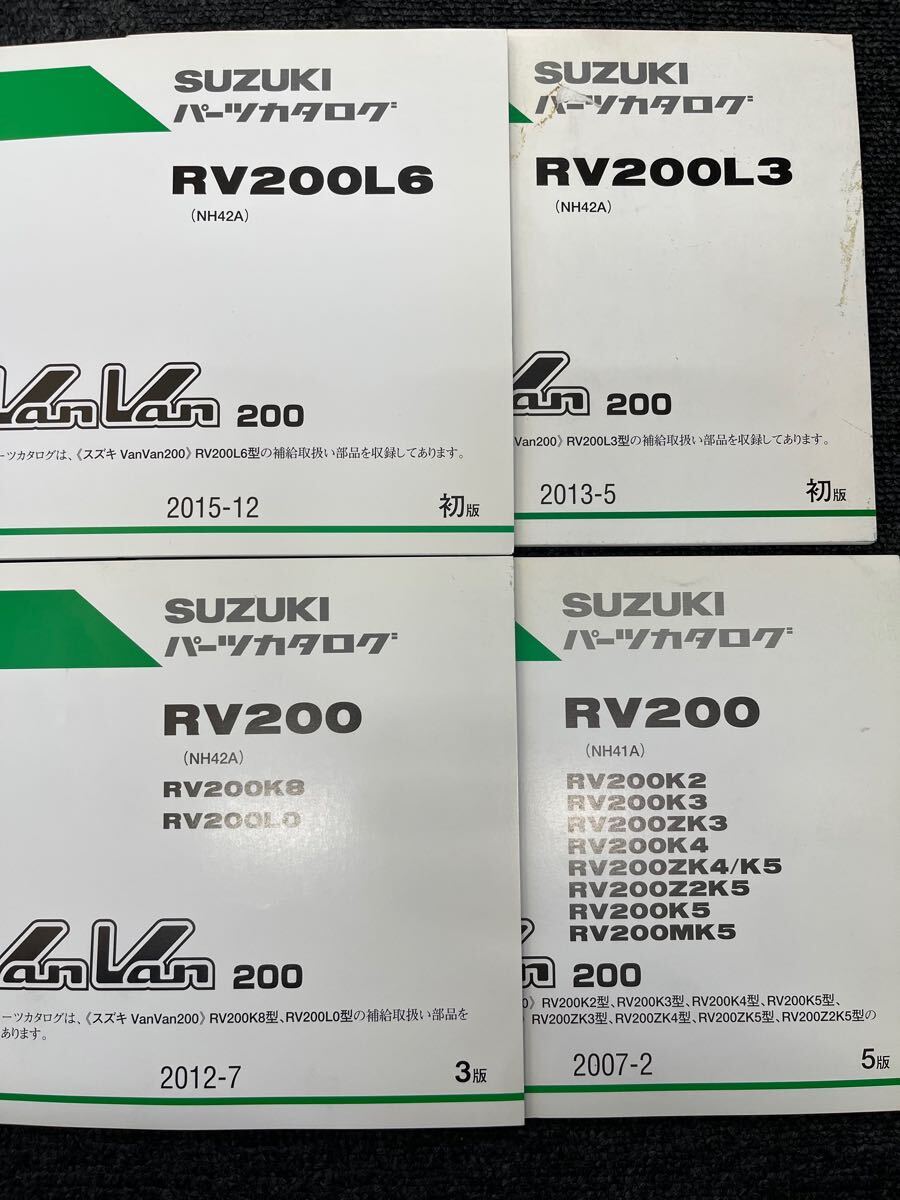 SUZUKI
パーツカタログ
RV200L6
(NH42A)
VanVan 200
ーツカタログは、《スズキ VanVan200》 RV200L6型の補給取扱い部品を収録してあります。
2015-12 初版
SUZUKI
パーツカタログ
RV200L3
(NH42A)
an 200
Van200》 RV200L3型の補給取扱い部品を収録してあります。
2013-5 初版
SUZUKI
パーツカタログ
RV200
(NH42A)
RV200K8
RV200L0
VanVan 200
ーツカタログは、《スズキ VanVan200》 RV200K8型、RV200L0型の補給取扱い部品を
あります。
2012-7 3版
SUZUKI
パーツカタログ
RV200
(NH41A)
RV200K2
RV200K3
RV200ZK3
RV200K4
RV200ZK4/K5
RV200Z2K5
RV200K5
RV200MK5
200
0》 RV200K2型、RV200K3型、RV200K4型、RV200K5型、
RV200ZK3型、RV200ZK4型、RV200ZK5型、RV200Z2K5型の
2007-2 5版